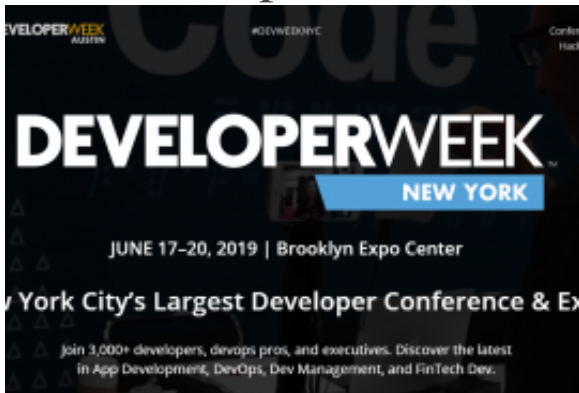 Code
DEVELOPERWEEK
AUSTIN
#DEVWEEKNYC
DEVELOPERWEEK
NEW YORK
JUNE 17–20, 2019 | Brooklyn Expo Center
York City's Largest Developer Conference &
Join 3,000+ developers, devops pros, and executives. Discover the latest
in App Development, DevOps, Dev Management, and FinTech Dev.